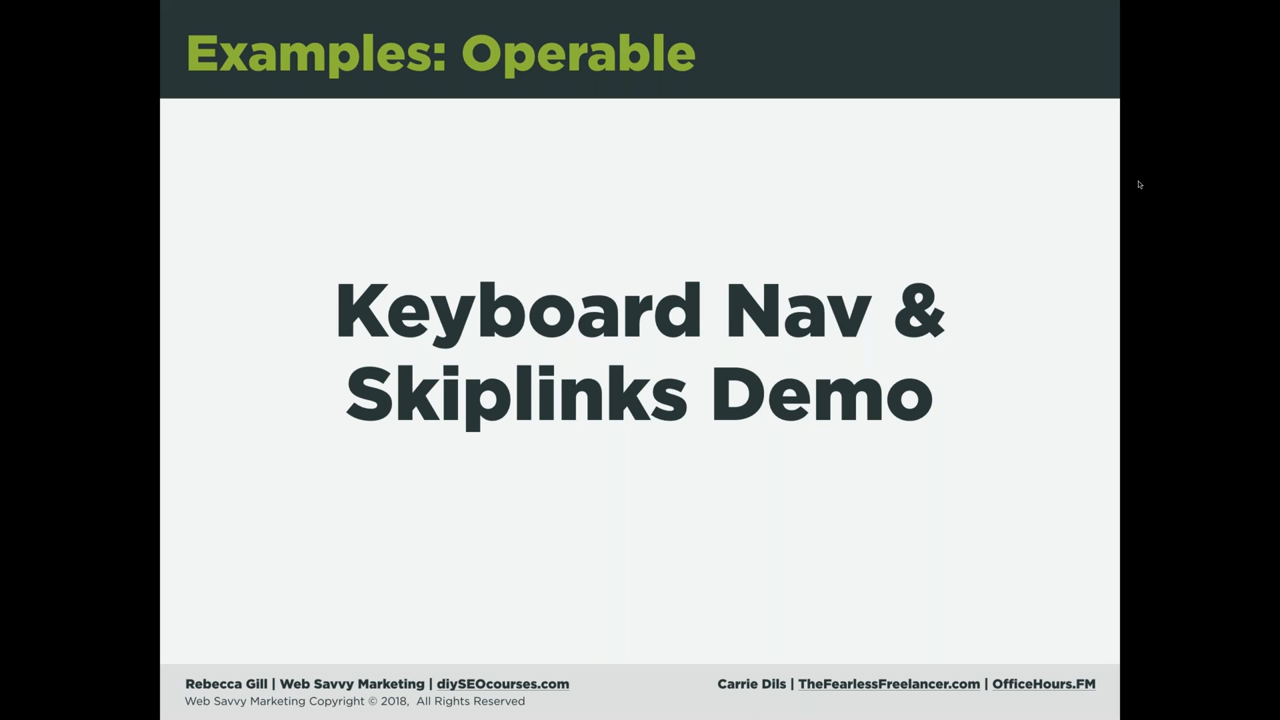 Examples: Operable
Keyboard Nav &
Skiplinks Demo
Rebecca Gill | Web Savvy Marketing | diySEOcourses.com
Web Savvy Marketing Copyright © 2018, All Rights Reserved
Carrie Dils | TheFearlessFreelancer.com | OfficeHours.FM